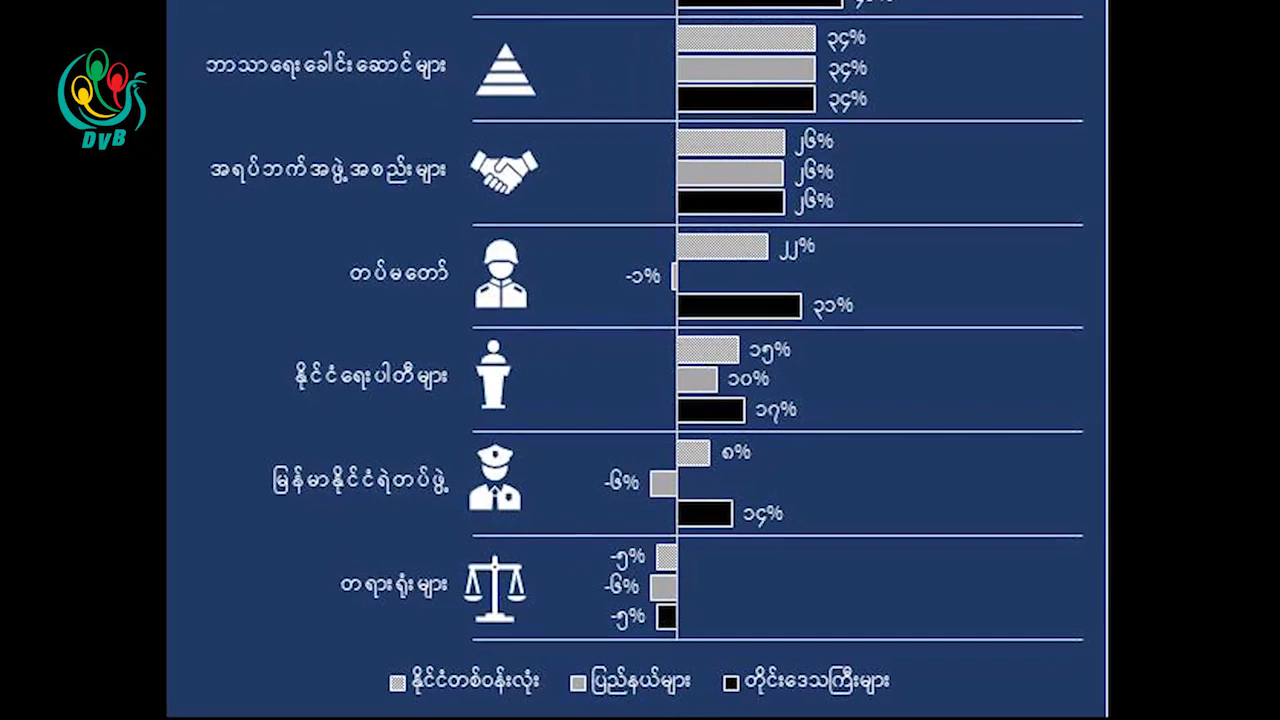 DVB
ဘာသာရေးခေါင်းဆောင်များ
၃၄%
၃၄%
၃၄%
အရပ်ဘက်အဖွဲ့အစည်းများ
၂၆%
၂၆%
၂၆%
တပ်မတော်
၂၂%
-၁%
၃၁%
နိုင်ငံရေးပါတီများ
၁၅%
၁၀%
၁၇%
မြန်မာနိုင်ငံရဲတပ်ဖွဲ့
၈%
-၆%
၁၄%
တရားရုံးများ
-၅%
-၆%
-၅%
နိုင်ငံတစ်ဝန်းလုံး ပြည်နယ်များ တိုင်းဒေသကြီးများ